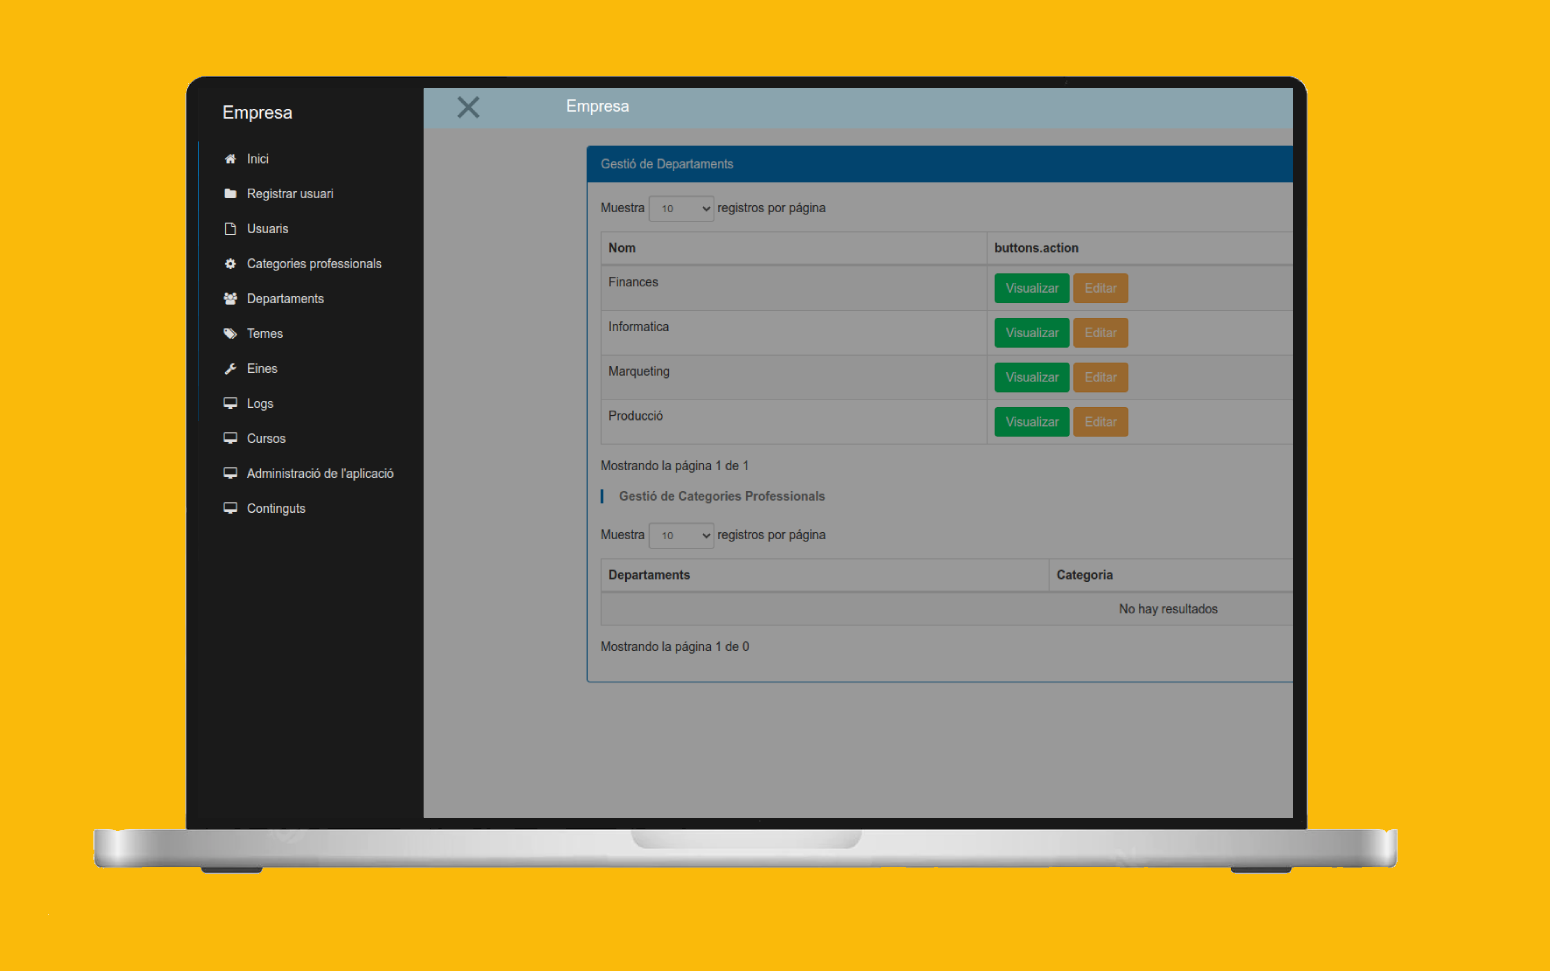 Empresa
Inici
Registrar usuari
Usuaris
Categories professionals
Departaments
Temes
Eines
Logs
Cursos
Administració de l'aplicació
Continguts
Empresa
Gestió de Departaments
Muestra 10 registros por página
Nom buttons.action
Finances Visualizar Editar
Informatica Visualizar Editar
Marqueting Visualizar Editar
Producció Visualizar Editar
Mostrando la página 1 de 1
Gestió de Categories Professionals
Muestra 10 registros por página
Departaments Categoria
No hay resultados
Mostrando la página 1 de 0